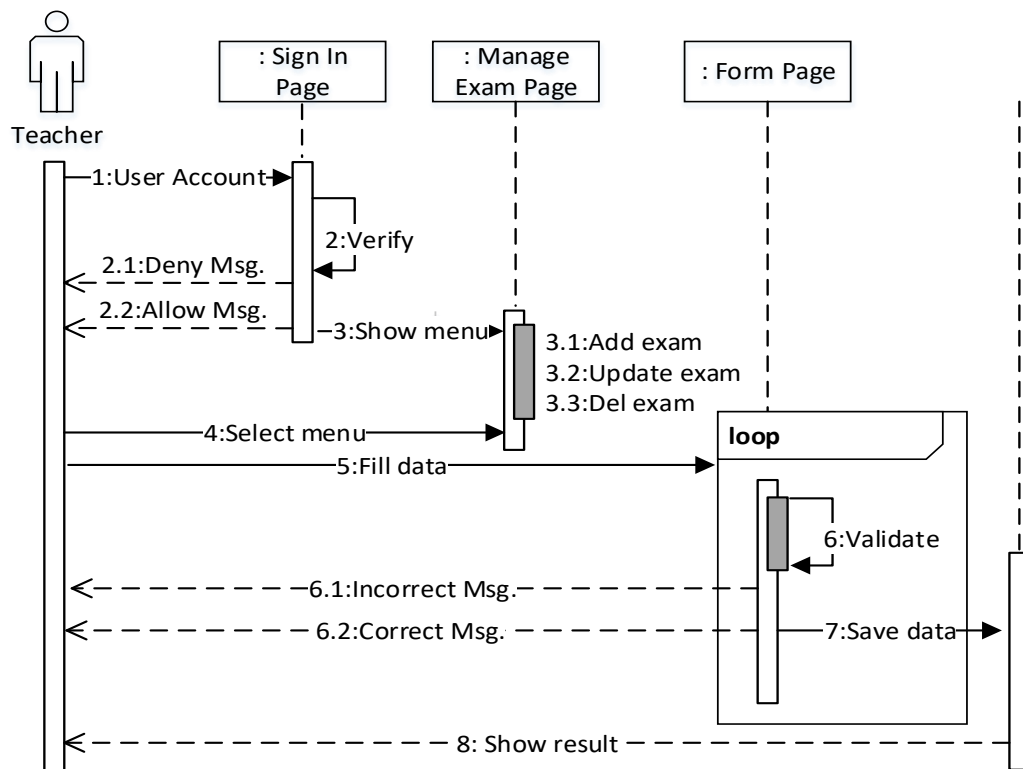 : Sign In
Page
: Manage
Exam Page
: Form Page
Teacher
1:User Account
2:Verify
2.1:Deny Msg.
2.2:Allow Msg.
3:Show menu
3.1:Add exam
3.2:Update exam
3.3:Del exam
4:Select menu
loop
5:Fill data
6:Validate
6.1:Incorrect Msg.
6.2:Correct Msg.
7:Save data
8: Show result